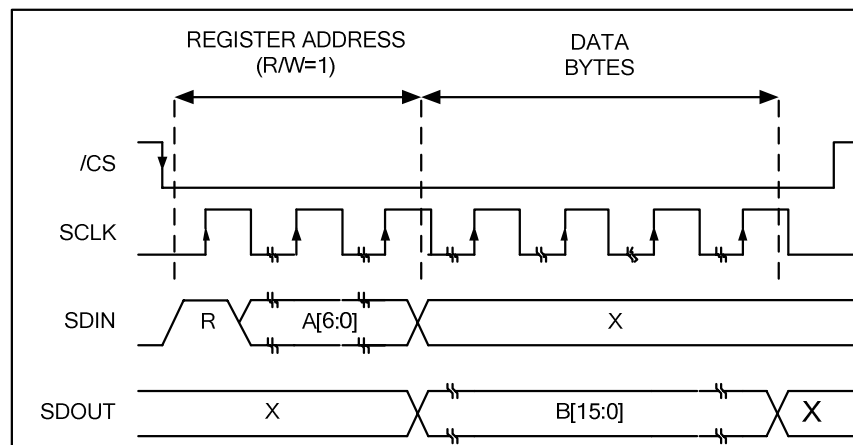 REGISTER ADDRESS
(R/W=1)
DATA
BYTES
/CS
SCLK
SDIN
R
A[6:0]
X
SDOUT
X
B[15:0]
X